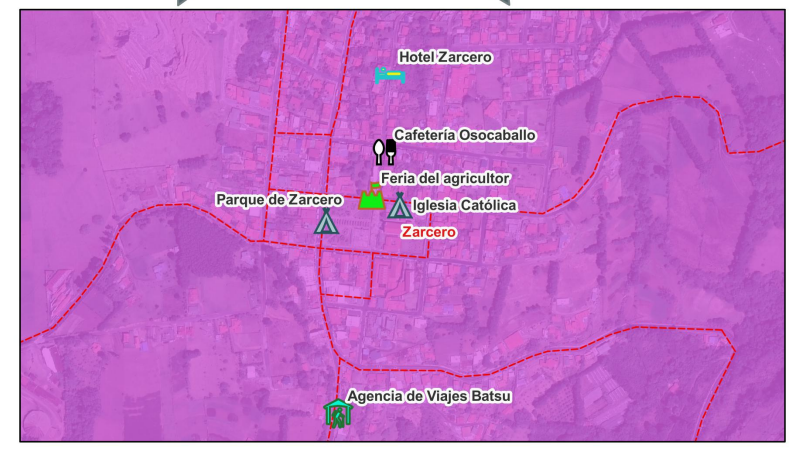 Hotel Zarcero
Cafetería Osocaballo
Feria del agricultor
Parque de Zarcero
Iglesia Católica
Zarcero
Agencia de Viajes Batsu